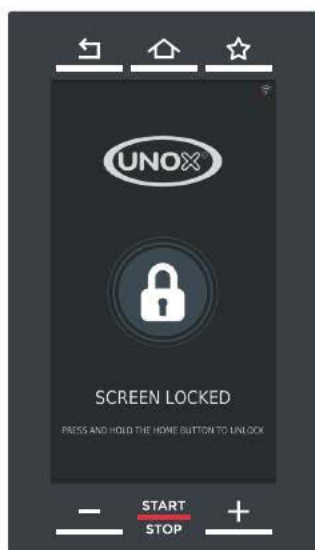 UNOX
SCREEN LOCKED
PRESS AND HOLD THE HOME BUTTON TO UNLOCK
START
STOP